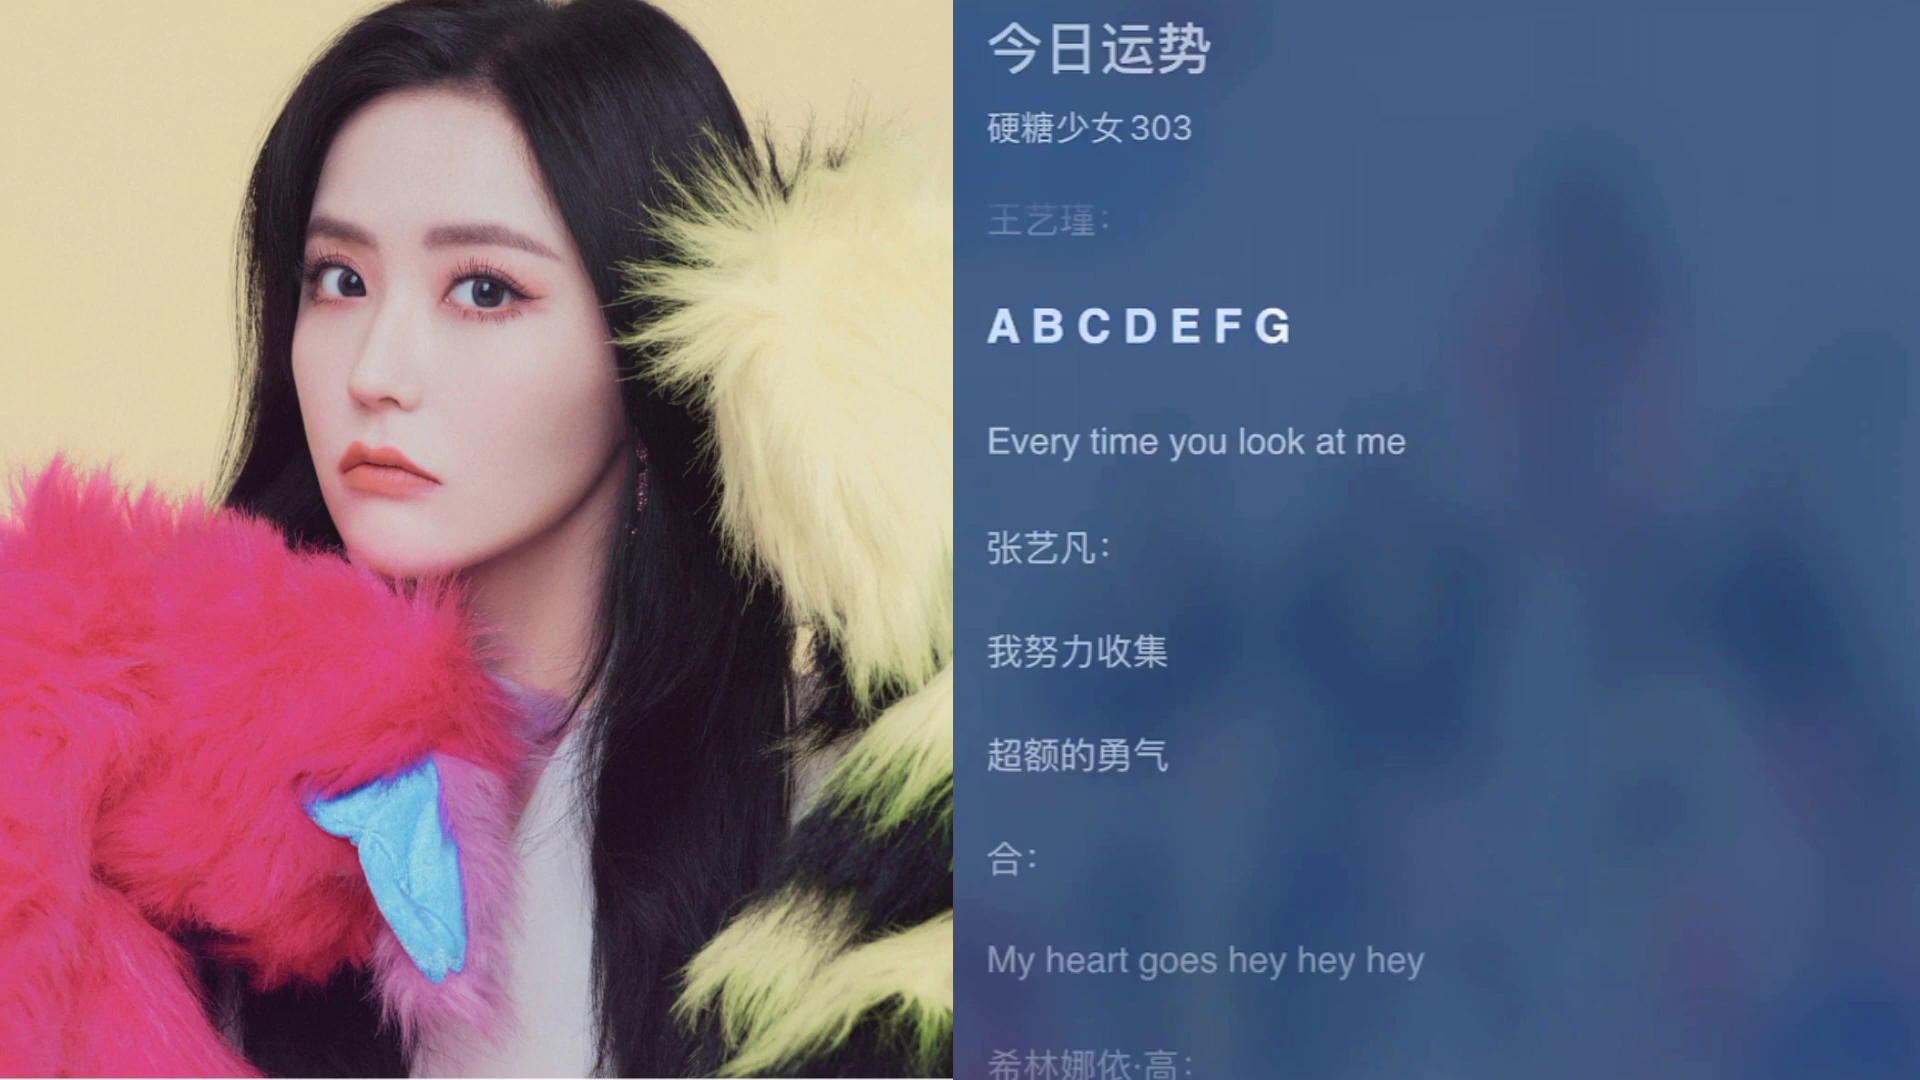 今日运势
硬糖少女303
王艺瑾：
A B C D E F G
Every time you look at me
张艺凡：
我努力收集
超额的勇气
合：
My heart goes hey hey hey
希林娜依·高：